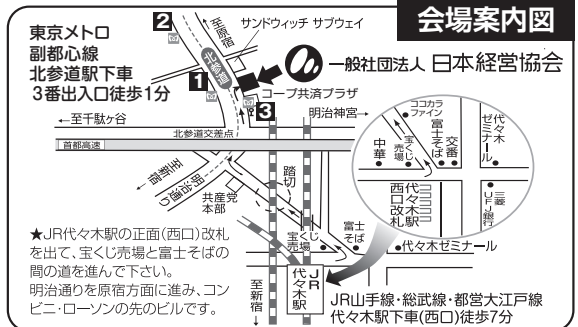 会場案内図
東京メトロ
副都心線
北参道駅下車
3番出入口徒歩1分
2
至原宿
サンドウィッチ サブウェイ
北参道
1
一般社団法人 日本経営協会
コープ共済プラザ
3
←至千駄ヶ谷
明治神宮→
北参道交差点
首都高速
至新宿
明治通り
共産党
本部
踏切
宝くじ
売場
富士
そば
代々木ゼミナール
JR
代々木駅
至新宿
ココカラ
ファイン
中華
宝くじ
売場
富士そば
交番
代々木
ゼミナール
代々木駅
西口改札
三菱
UFJ銀行
★JR代々木駅の正面(西口)改札
を出て、宝くじ売場と富士そばの
間の道を進んで下さい。
明治通りを原宿方面に進み、コン
ビニ・ローソンの先のビルです。
JR山手線・総武線・都営大江戸線
代々木駅下車(西口)徒歩7分